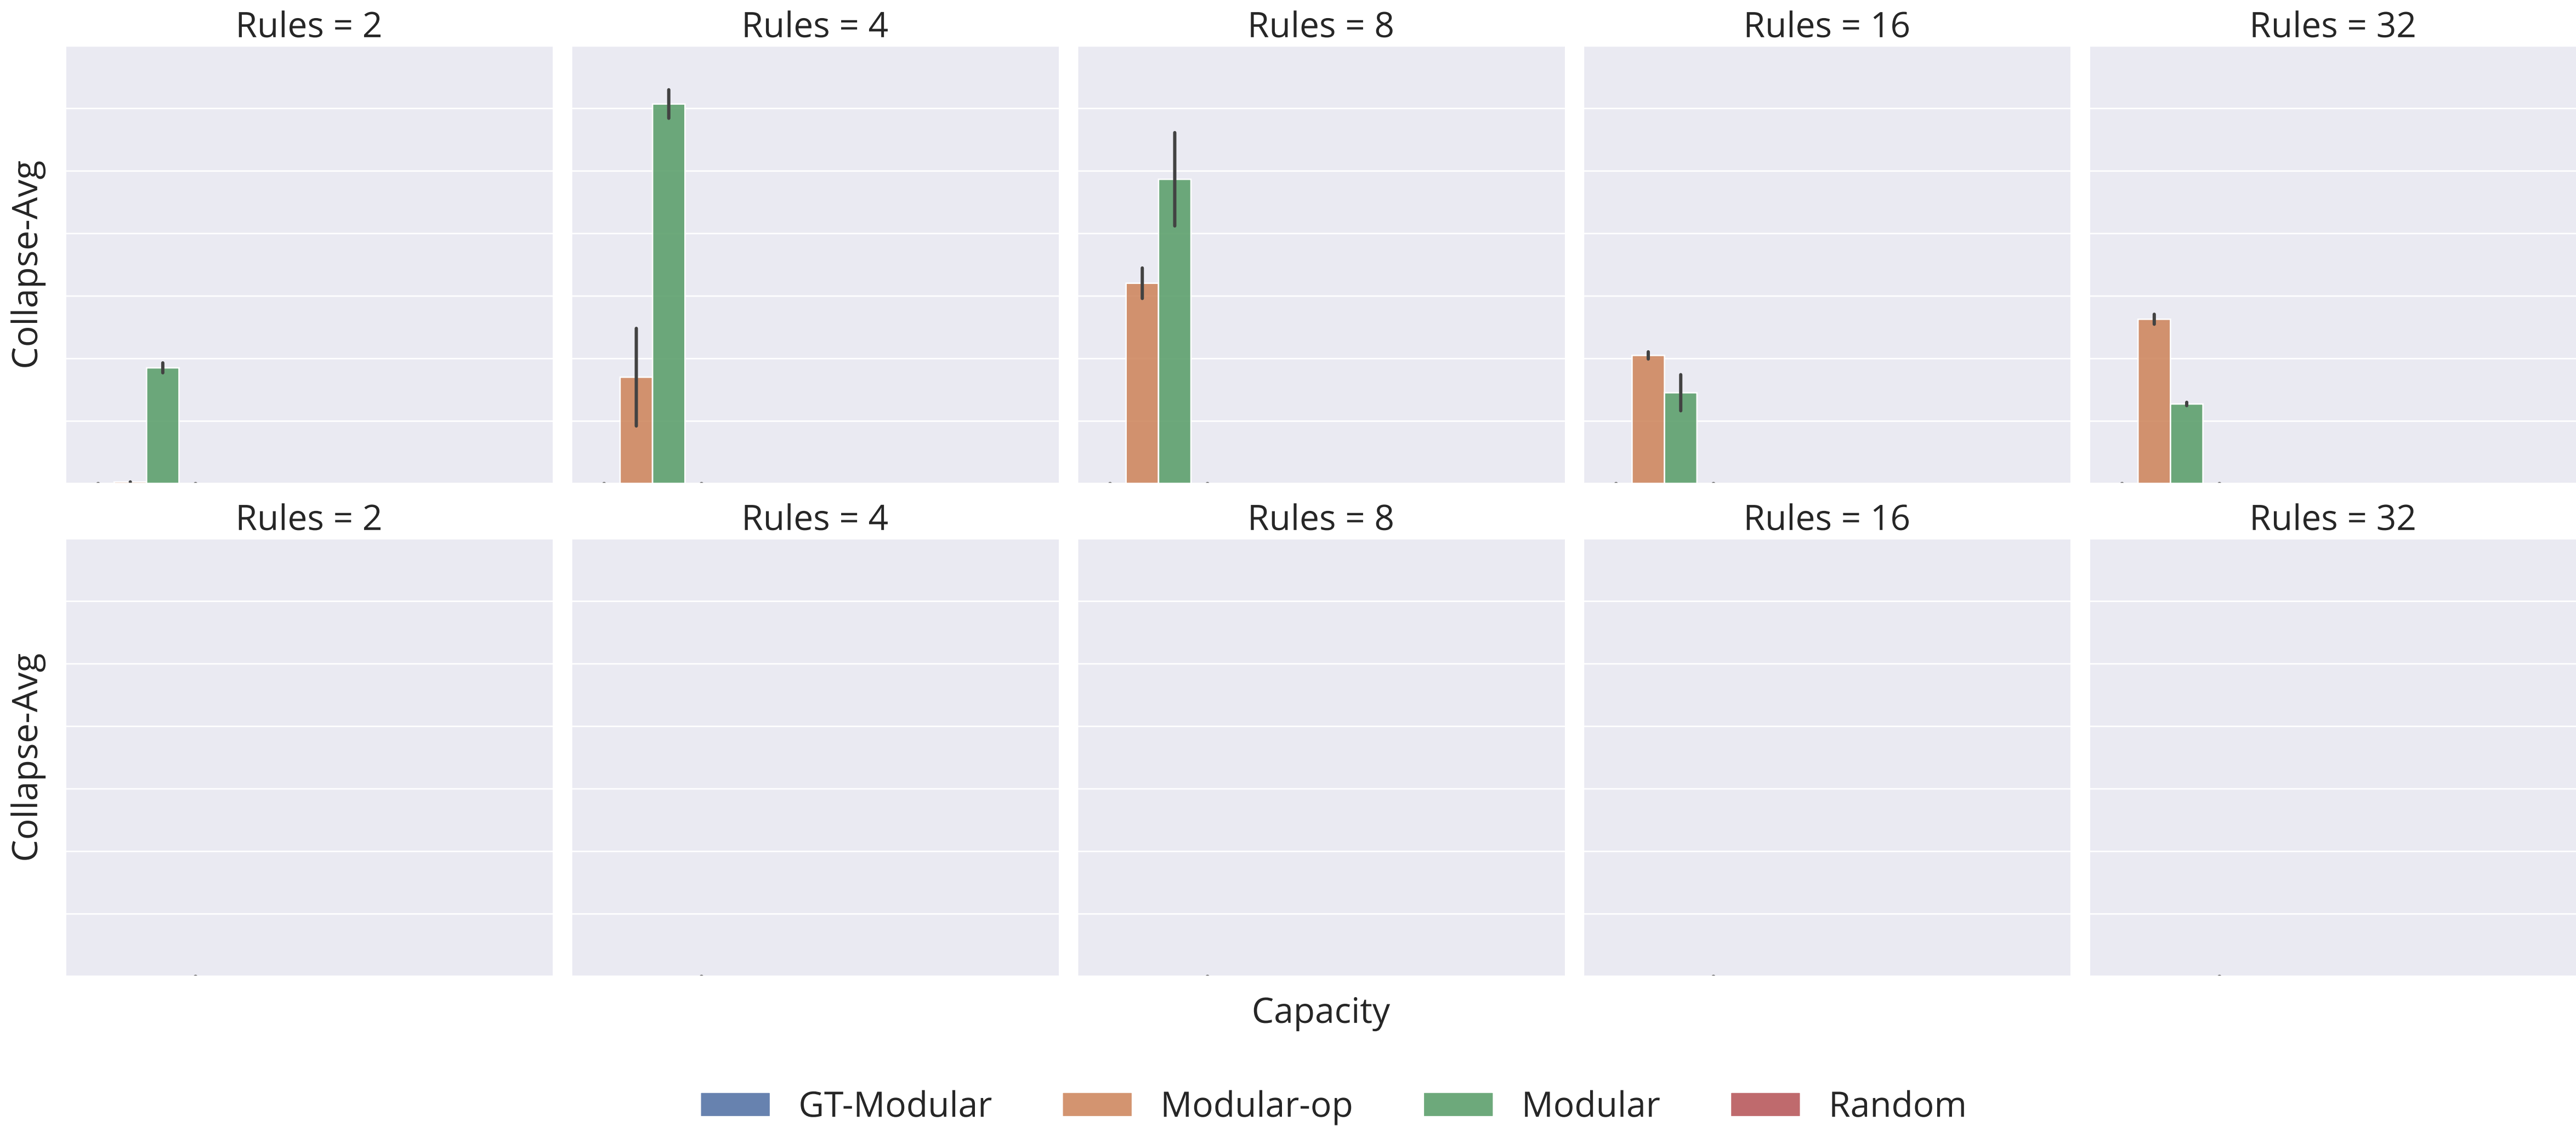 Rules = 2
Rules = 4
Rules = 8
Rules = 16
Rules = 32
Collapse-Avg
Rules = 2
Rules = 4
Rules = 8
Rules = 16
Rules = 32
Collapse-Avg
Capacity
GT-Modular
Modular-op
Modular
Random